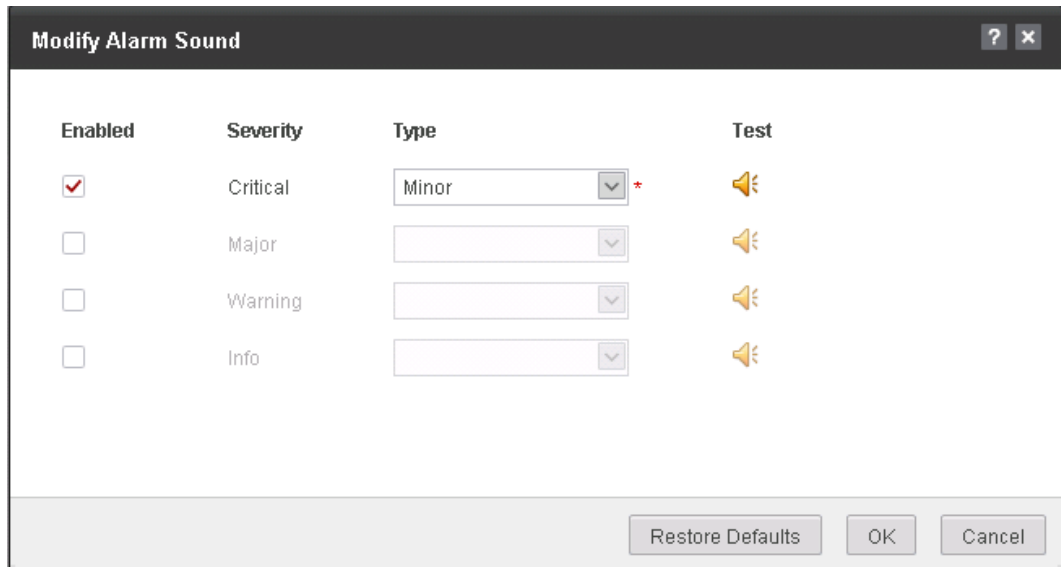 Modify Alarm Sound ? x
Enabled Severity Type Test
Critical Minor *
Major
Warning
Info
Restore Defaults OK Cancel